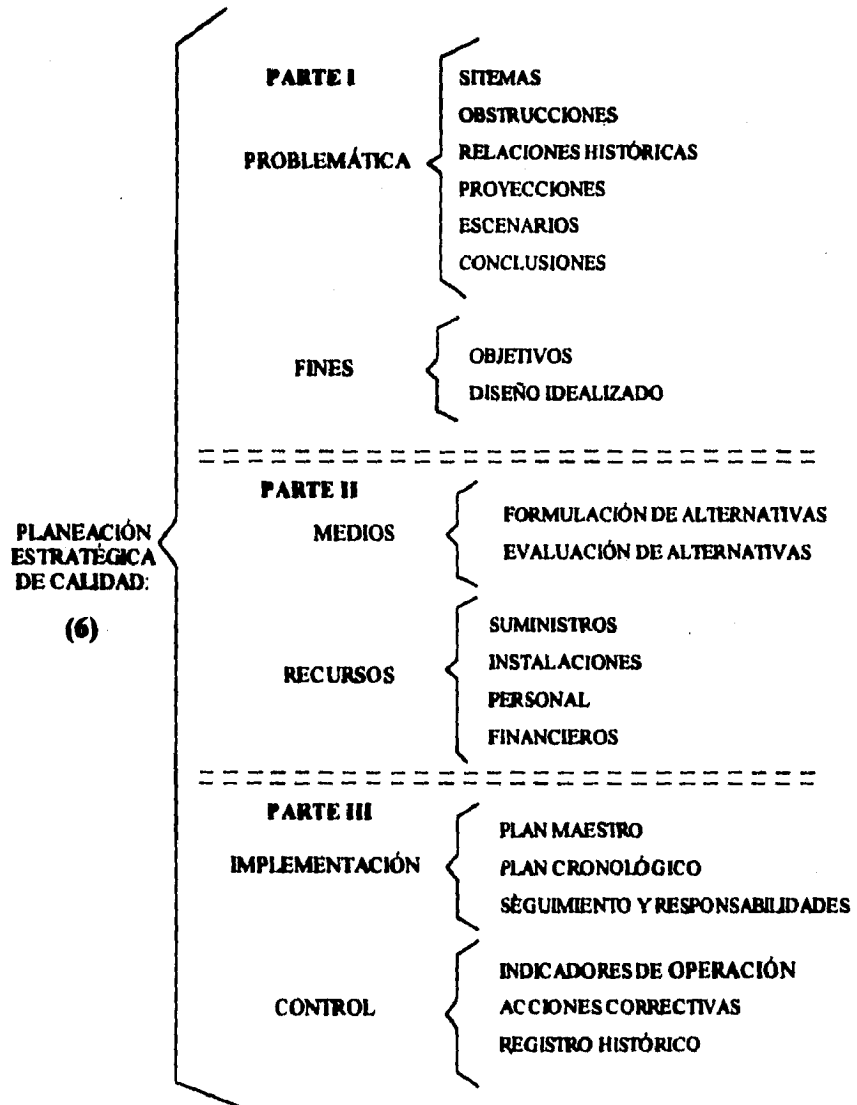 PARTE I
PROBLEMÁTICA
SITEMAS
OBSTRUCCIONES
RELACIONES HISTÓRICAS
PROYECCIONES
ESCENARIOS
CONCLUSIONES
FINES
OBJETIVOS
DISEÑO IDEALIZADO
PLANEACIÓN
ESTRATÉGICA
DE CALIDAD:
(6)
PARTE II
MEDIOS
FORMULACIÓN DE ALTERNATIVAS
EVALUACIÓN DE ALTERNATIVAS
RECURSOS
SUMINISTROS
INSTALACIONES
PERSONAL
FINANCIEROS
PARTE III
IMPLEMENTACIÓN
PLAN MAESTRO
PLAN CRONOLÓGICO
SEGUIMIENTO Y RESPONSABILIDADES
CONTROL
INDICADORES DE OPERACIÓN
ACCIONES CORRECTIVAS
REGISTRO HISTÓRICO